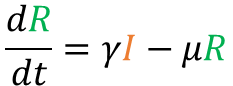 dR/dt = γI − μR